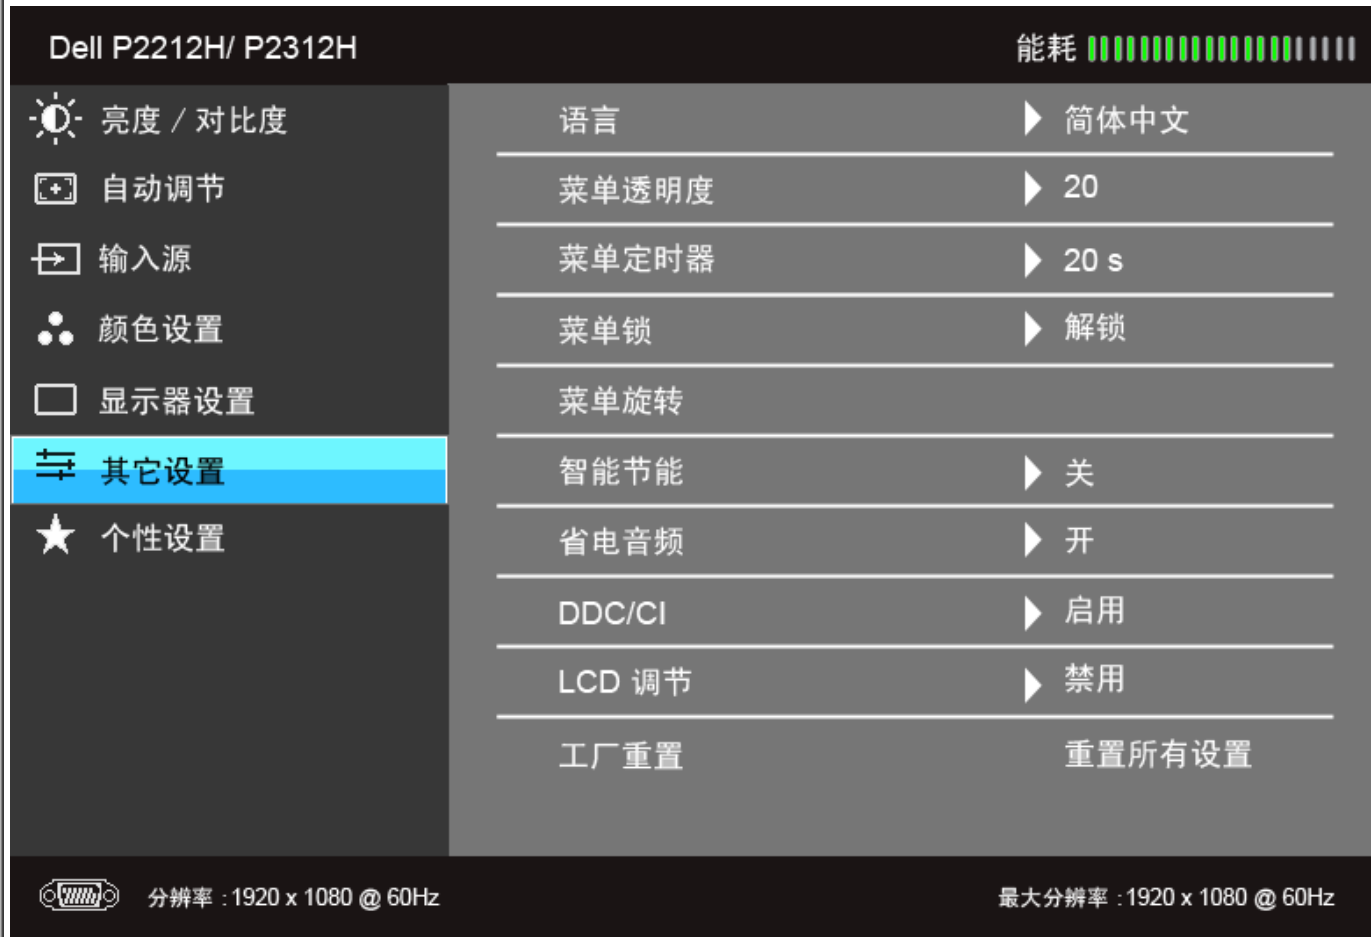 Dell P2212H/ P2312H 能耗
亮度 / 对比度 语言 简体中文
自动调节 菜单透明度 20
输入源 菜单定时器 20 s
颜色设置 菜单锁 解锁
显示器设置 菜单旋转
其它设置 智能节能 关
个性设置 省电音频 开
DDC/CI 启用
LCD 调节 禁用
工厂重置 重置所有设置
分辨率 : 1920 x 1080 @ 60Hz 最大分辨率 : 1920 x 1080 @ 60Hz